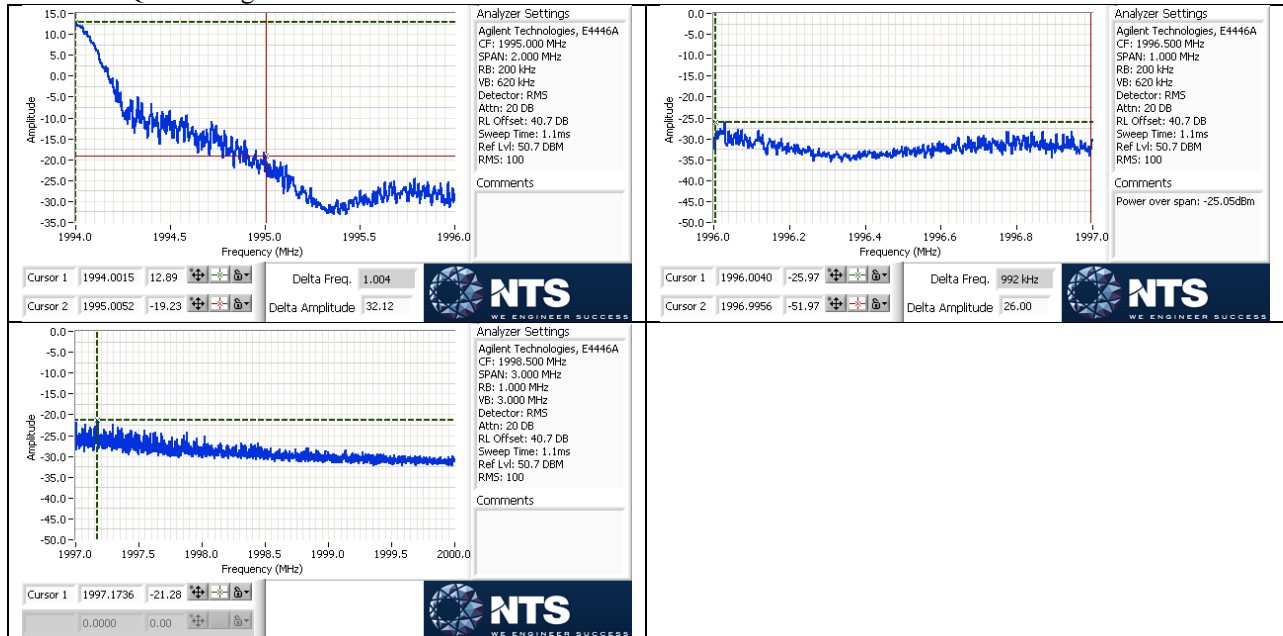 15.0
10.0
5.0
0.0
-5.0
-10.0
-15.0
-20.0
-25.0
-30.0
-35.0
Amplitude
1994.0 1994.5 1995.0 1995.5 1996.0
Frequency (MHz)
Analyzer Settings
Agilent Technologies, E4446A
CF: 1995.000 MHz
SPAN: 2.000 MHz
RB: 200 kHz
VB: 620 kHz
Detector: RMS
Attn: 20 DB
RL Offset: 40.7 DB
Sweep Time: 1.1ms
Ref Lvl: 50.7 DBM
RMS: 100
Comments
Cursor 1 1994.0015 12.89
Cursor 2 1995.0052 -19.23
Delta Freq. 1.004
Delta Amplitude 32.12
NTS
WE ENGINEER SUCCESS
0.0
-5.0
-10.0
-15.0
-20.0
-25.0
-30.0
-35.0
-40.0
-45.0
-50.0
Amplitude
1996.0 1996.2 1996.4 1996.6 1996.8 1997.0
Frequency (MHz)
Analyzer Settings
Agilent Technologies, E4446A
CF: 1996.500 MHz
SPAN: 1.000 MHz
RB: 200 kHz
VB: 620 kHz
Detector: RMS
Attn: 20 DB
RL Offset: 40.7 DB
Sweep Time: 1.1ms
Ref Lvl: 50.7 DBM
RMS: 100
Comments
Power over span: -25.05dBm
Cursor 1 1996.0040 -25.97
Cursor 2 1996.9956 -51.97
Delta Freq. 992 kHz
Delta Amplitude 26.00
NTS
WE ENGINEER SUCCESS
0.0
-5.0
-10.0
-15.0
-20.0
-25.0
-30.0
-35.0
-40.0
-45.0
-50.0
Amplitude
1997.0 1997.5 1998.0 1998.5 1999.0 1999.5 2000.0
Frequency (MHz)
Analyzer Settings
Agilent Technologies, E4446A
CF: 1998.500 MHz
SPAN: 3.000 MHz
RB: 1.000 MHz
VB: 3.000 MHz
Detector: RMS
Attn: 20 DB
RL Offset: 40.7 DB
Sweep Time: 1.1ms
Ref Lvl: 50.7 DBM
RMS: 100
Comments
Cursor 1 1997.1736 -21.28
0.0000 0.00
NTS
WE ENGINEER SUCCESS